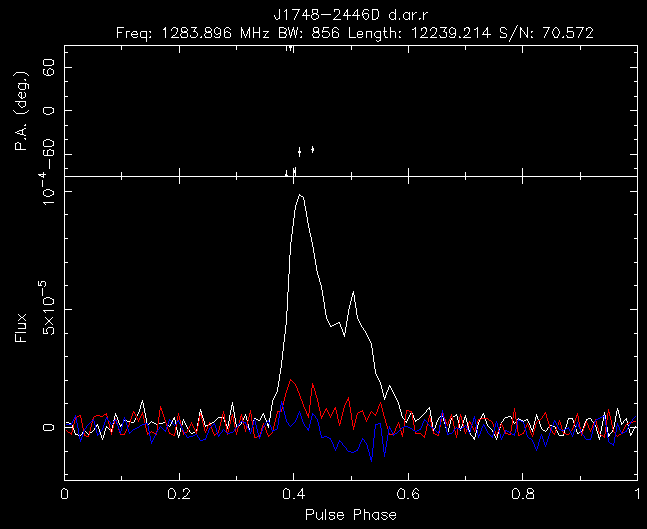 J1748-2446D d.ar.r
Freq: 1283.896 MHz BW: 856 Length: 12239.214 S/N: 70.572
P.A. (deg.)
60
0
-60
Flux
10^-4
5×10^-5
0
0 0.2 0.4 0.6 0.8 1
Pulse Phase